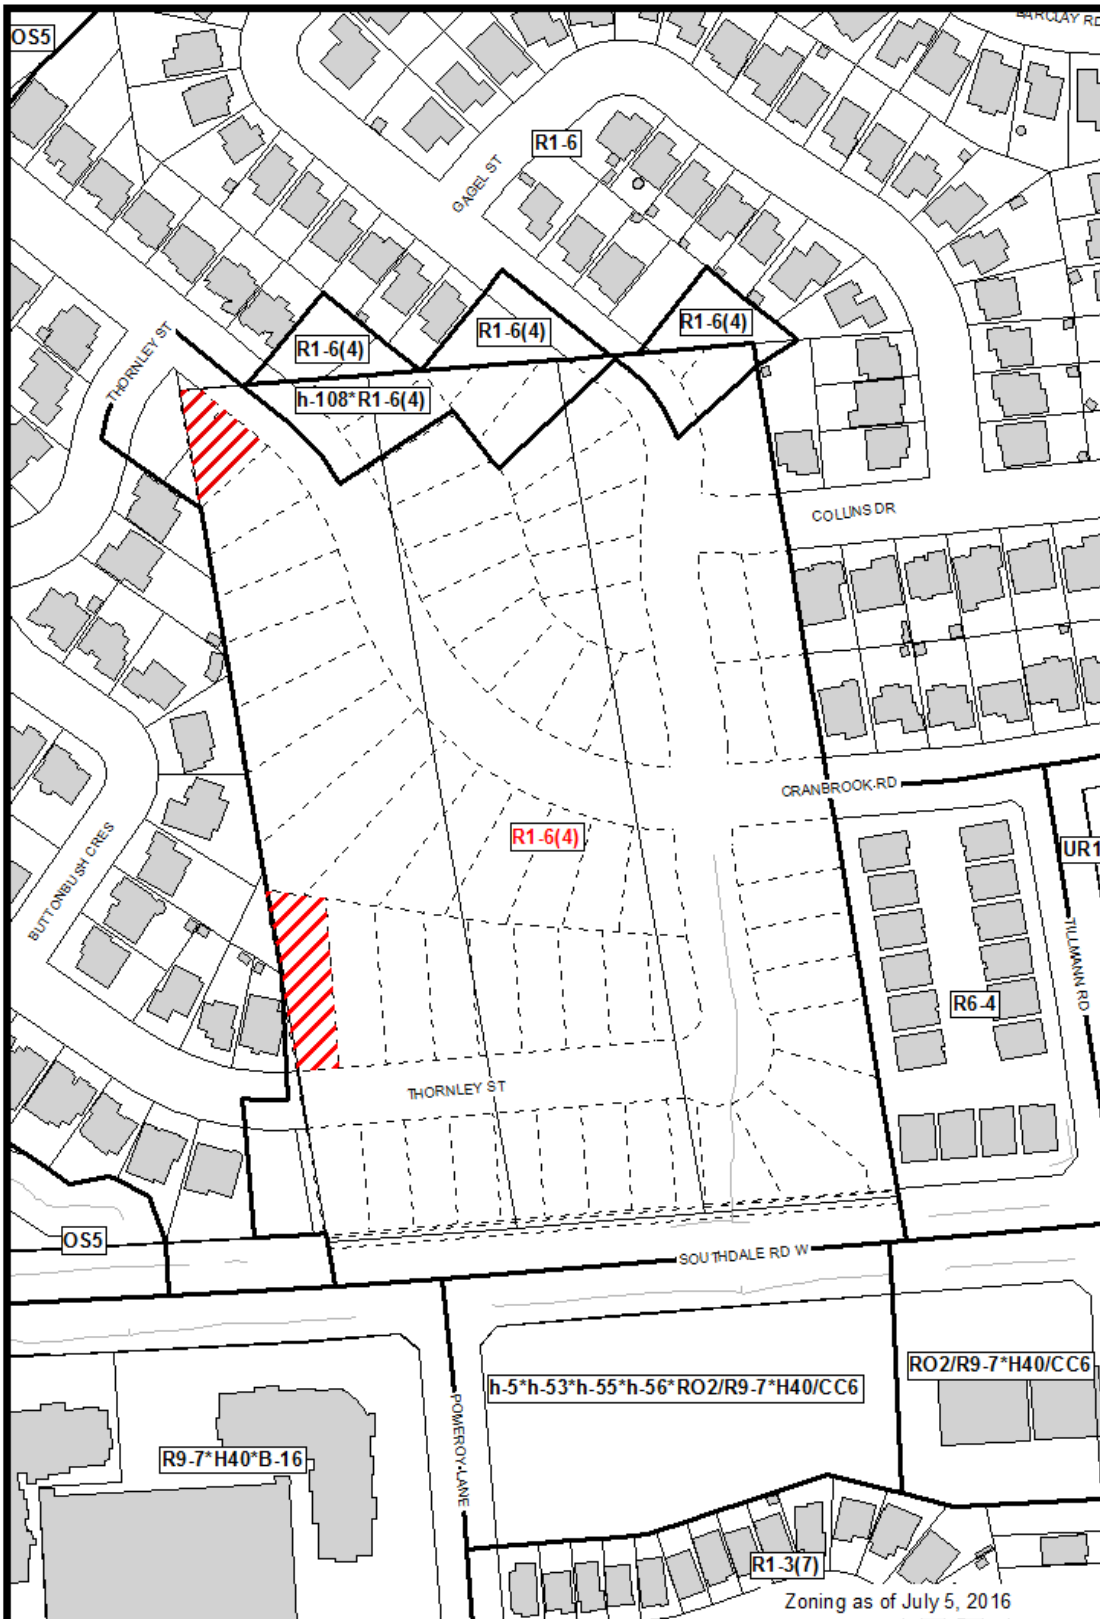 OS5
BARCLAY RD
R1-6
GAGEL ST
THORNLEY ST
R1-6(4)
R1-6(4)
R1-6(4)
h-108*R1-6(4)
COLLINS DR
CRANBROOK RD
R1-6(4)
UR1
BUTTONBUSH CRES
TILLMANN RD
R6-4
THORNLEY ST
OS5
SOUTHDALE RD W
RO2/R9-7*H40/CC6
h-5*h-53*h-55*h-56*RO2/R9-7*H40/CC6
POMEROY LANE
R9-7*H40*B-16
R1-3(7)
Zoning as of July 5, 2016